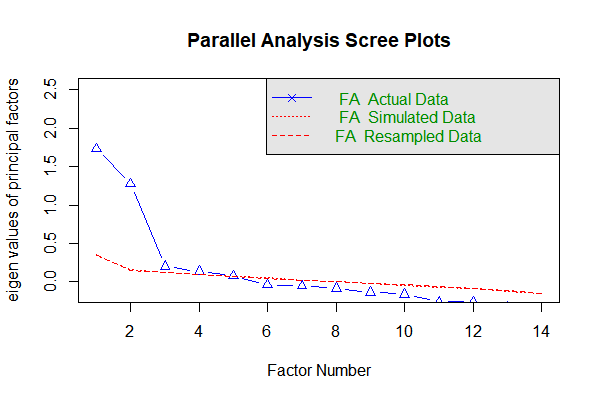 Parallel Analysis Scree Plots
eigen values of principal factors
2.5
2.0
1.5
1.0
0.5
0.0
FA Actual Data
FA Simulated Data
FA Resampled Data
2 4 6 8 10 12 14
Factor Number